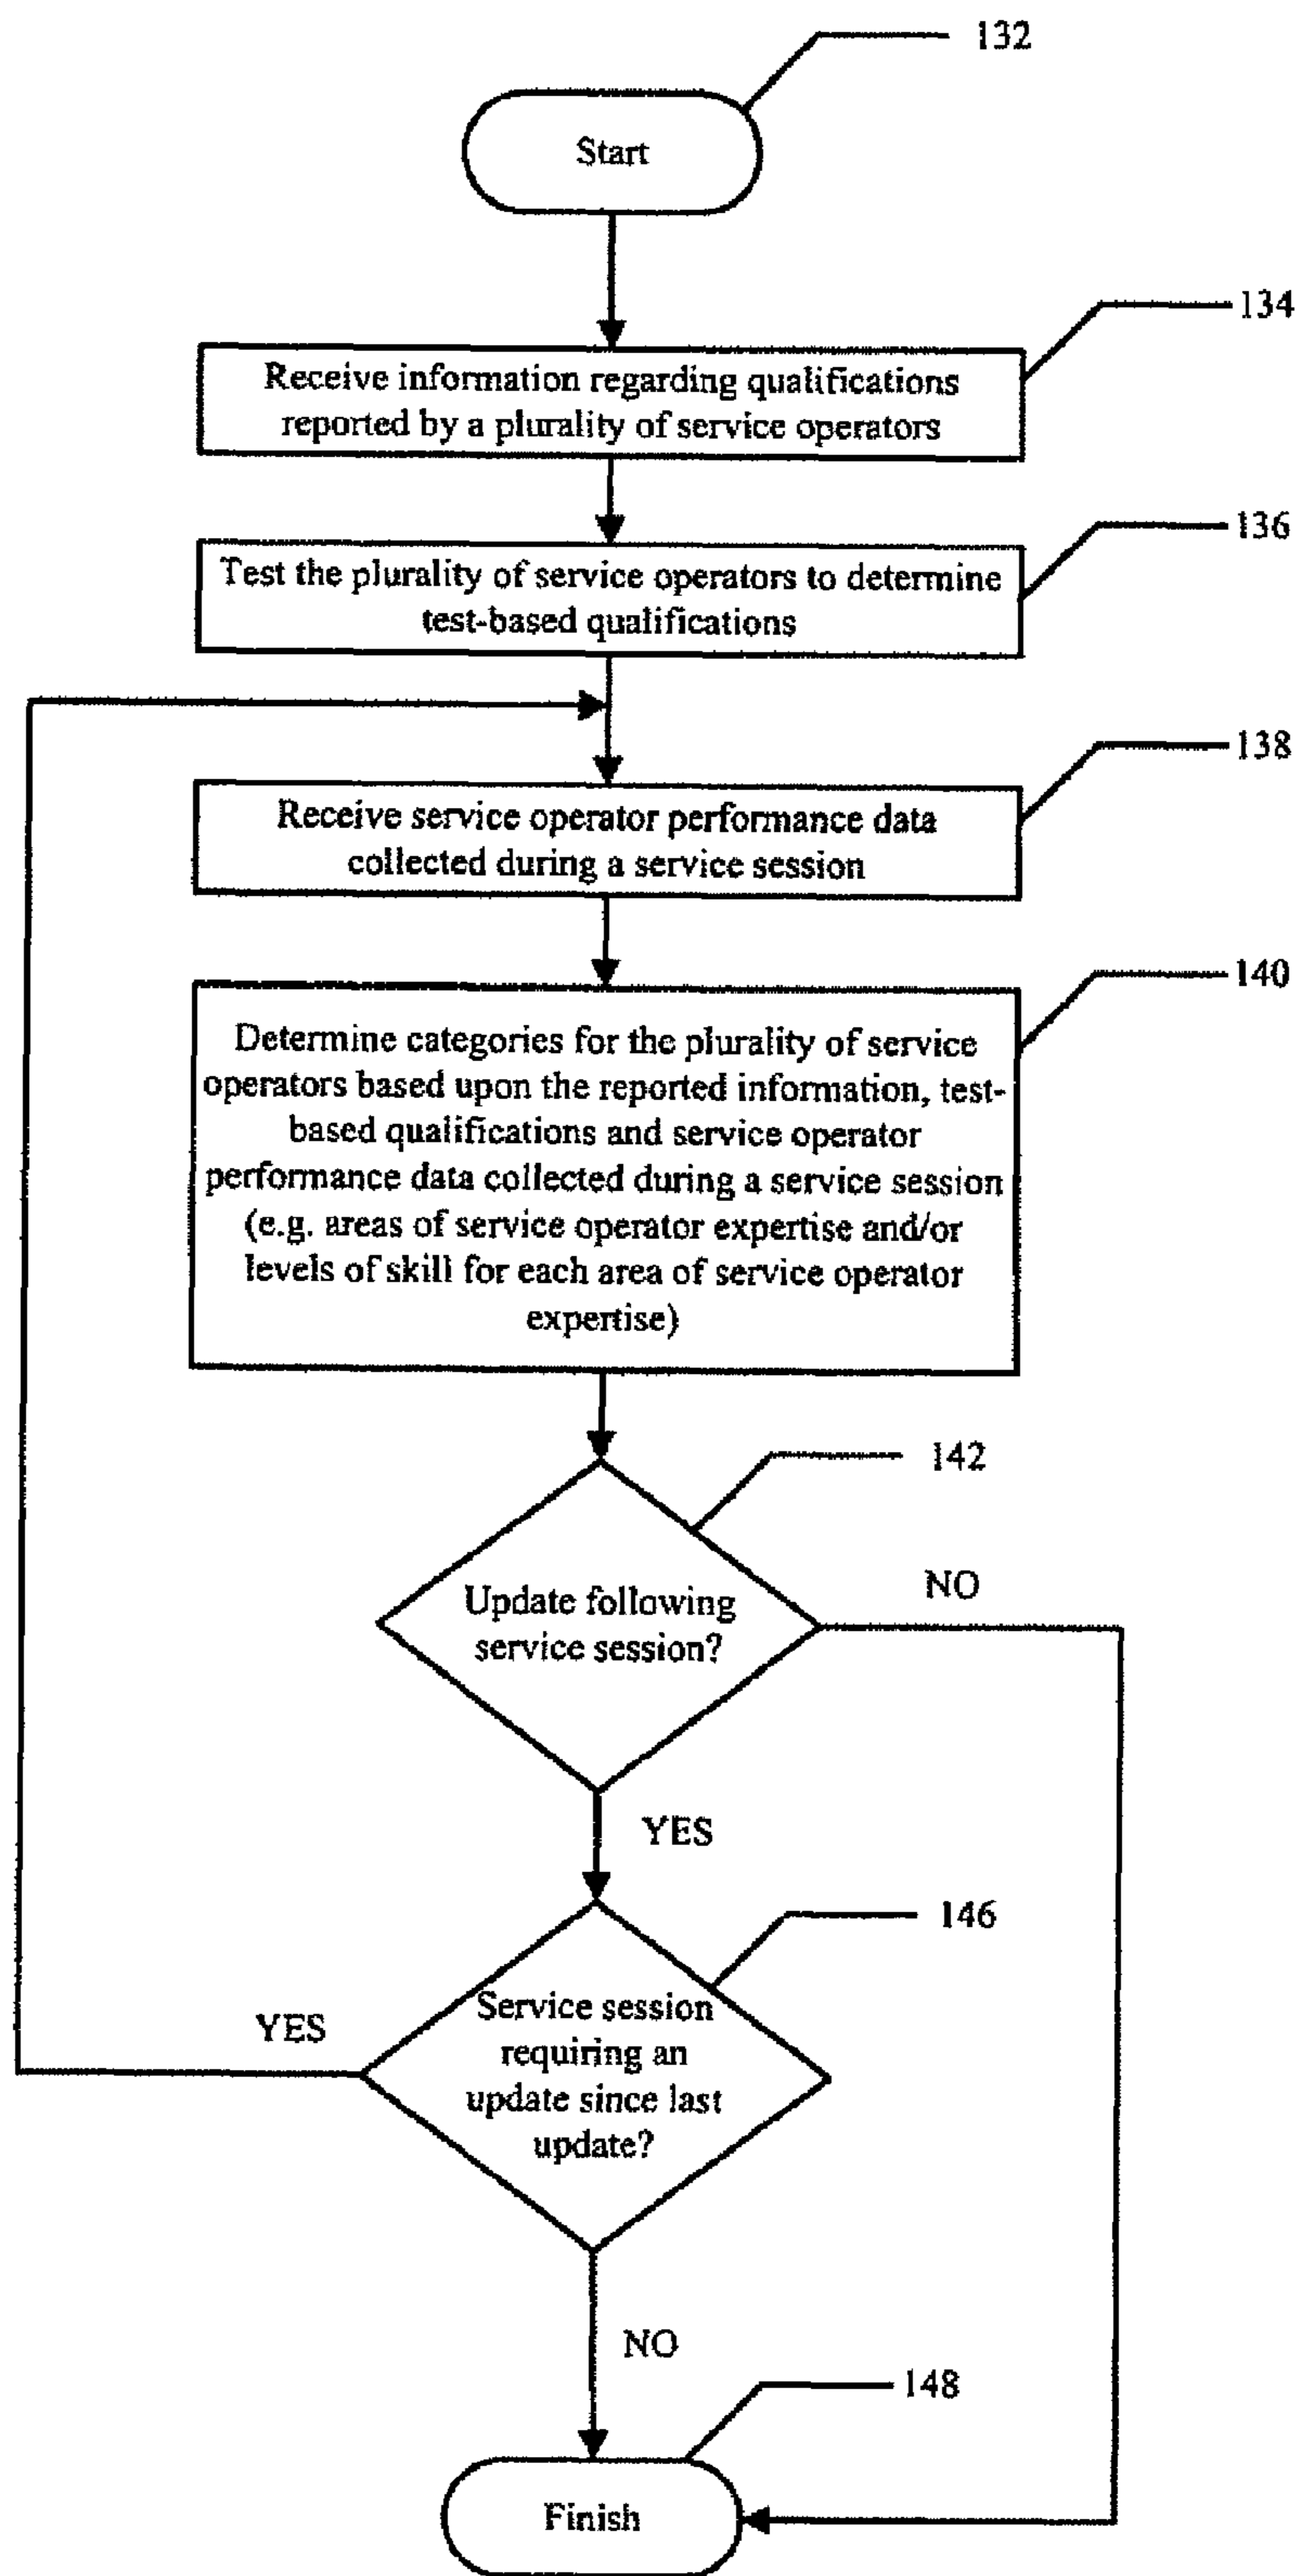 132
Start
134
Receive information regarding qualifications
reported by a plurality of service operators
136
Test the plurality of service operators to determine
test-based qualifications
138
Receive service operator performance data
collected during a service session
140
Determine categories for the plurality of service
operators based upon the reported information, test-
based qualifications and service operator
performance data collected during a service session
(e.g. areas of service operator expertise and/or
levels of skill for each area of service operator
expertise)
142
Update following
service session?
NO
YES
146
Service session
requiring an
update since last
update?
YES
NO
148
Finish